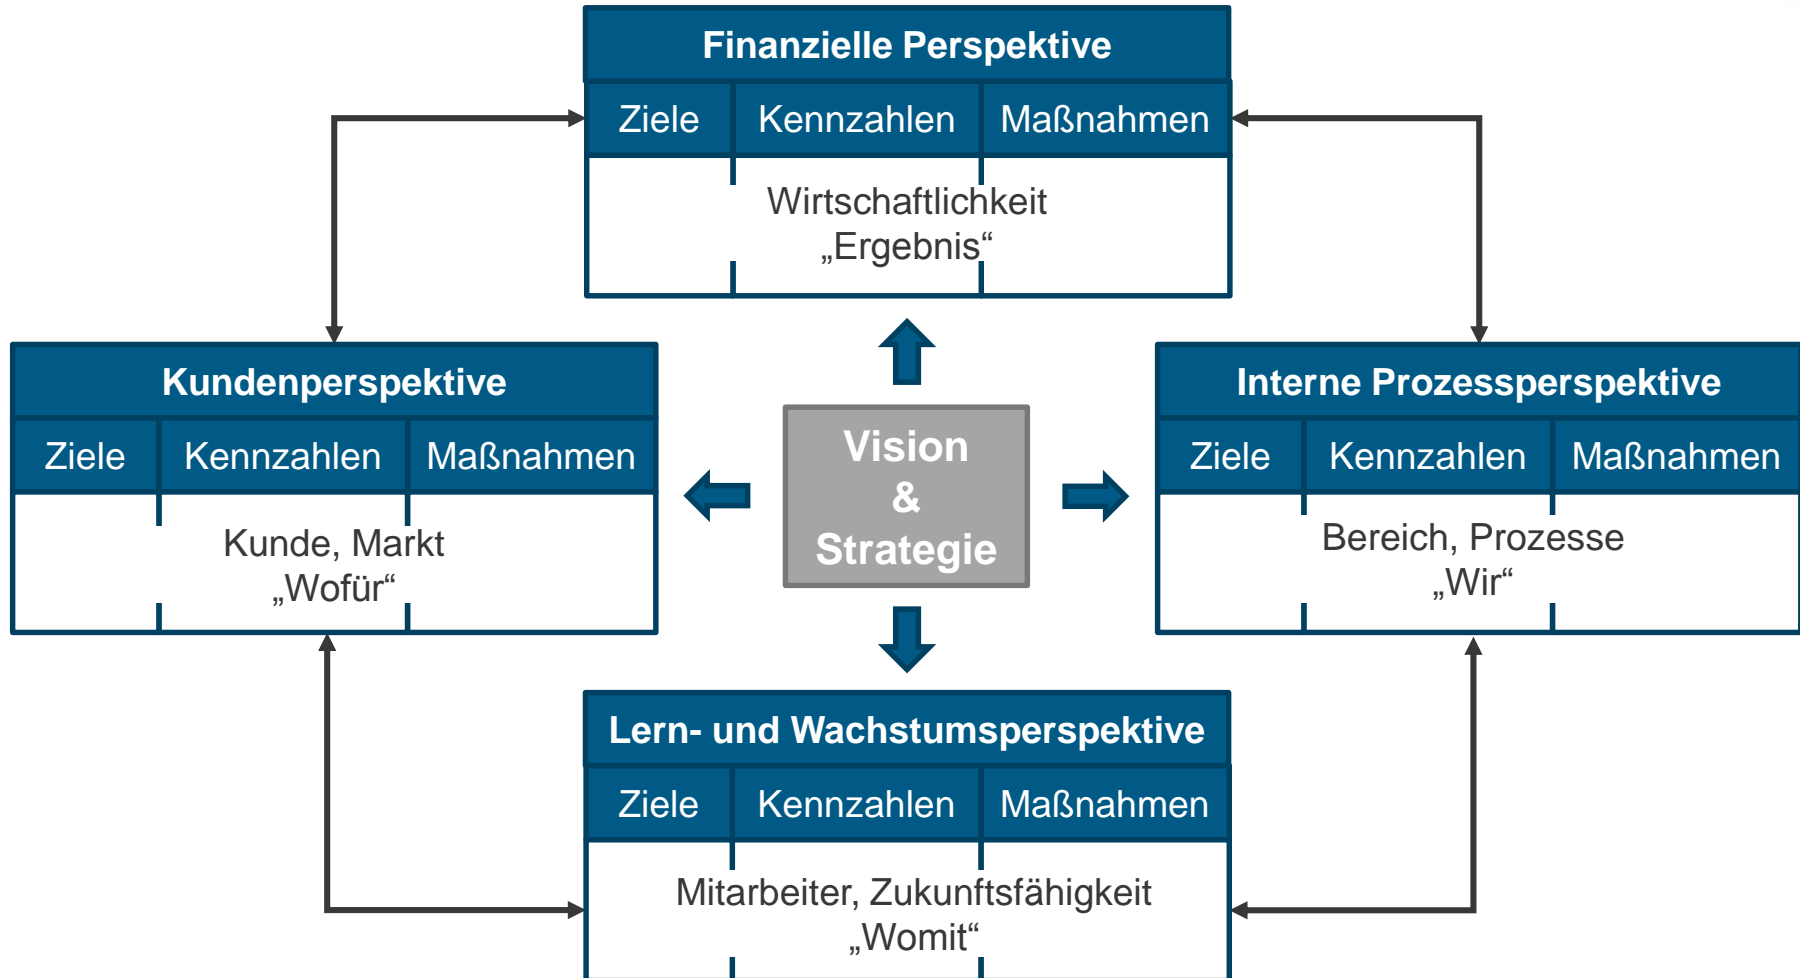 Finanzielle Perspektive
Ziele Kennzahlen Maßnahmen
Wirtschaftlichkeit
„Ergebnis“
Kundenperspektive
Ziele Kennzahlen Maßnahmen
Kunde, Markt
„Wofür“
Vision
&
Strategie
Interne Prozessperspektive
Ziele Kennzahlen Maßnahmen
Bereich, Prozesse
„Wir“
Lern- und Wachstumsperspektive
Ziele Kennzahlen Maßnahmen
Mitarbeiter, Zukunftsfähigkeit
„Womit“